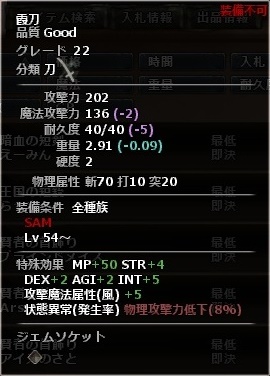 装備不可
霞刀
品質 Good
グレード 22
分類 刀
攻撃力 202
魔法攻撃力 136 (-2)
耐久度 40/40 (-5)
重量 2.91 (-0.09)
硬度 2
物理属性 斬70 打10 突20
装備条件 全種族
SAM
Lv 54～
特殊効果 MP+50 STR+4
DEX+2 AGI+2 INT+5
攻撃魔法属性(風) +5
状態異常(発生率) 物理攻撃力低下(8%)
ジェムソケット